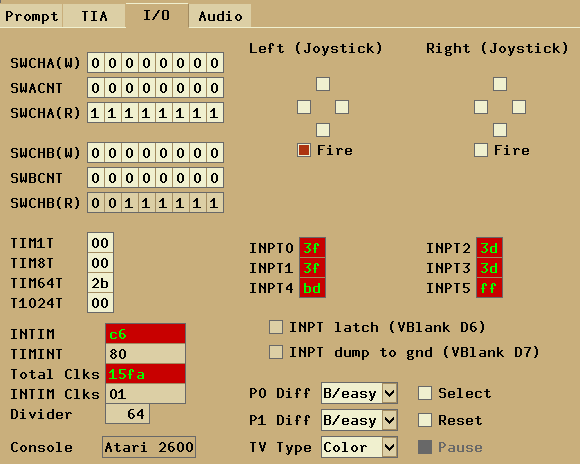 Prompt TIA I/O Audio
Left (Joystick) Right (Joystick)
SWCHA(W) 0 0 0 0 0 0 0 0
SWACNT 0 0 0 0 0 0 0 0
SWCHA(R) 1 1 1 1 1 1 1 1
Fire Fire
SWCHB(W) 0 0 0 0 0 0 0 0
SWBCNT 0 0 0 0 0 0 0 0
SWCHB(R) 0 0 1 1 1 1 1 1
TIM1T 00 INPT0 3f INPT2 3d
TIM8T 00 INPT1 3f INPT3 3d
TIM64T 2b INPT4 bd INPT5 ff
T1024T 00
INTIM c6 INPT latch (VBlank D6)
TIMINT 80 INPT dump to gnd (VBlank D7)
Total Clks 15fa
INTIM Clks 01 P0 Diff B/easy Select
Divider 64 P1 Diff B/easy Reset
Console Atari 2600 TV Type Color Pause